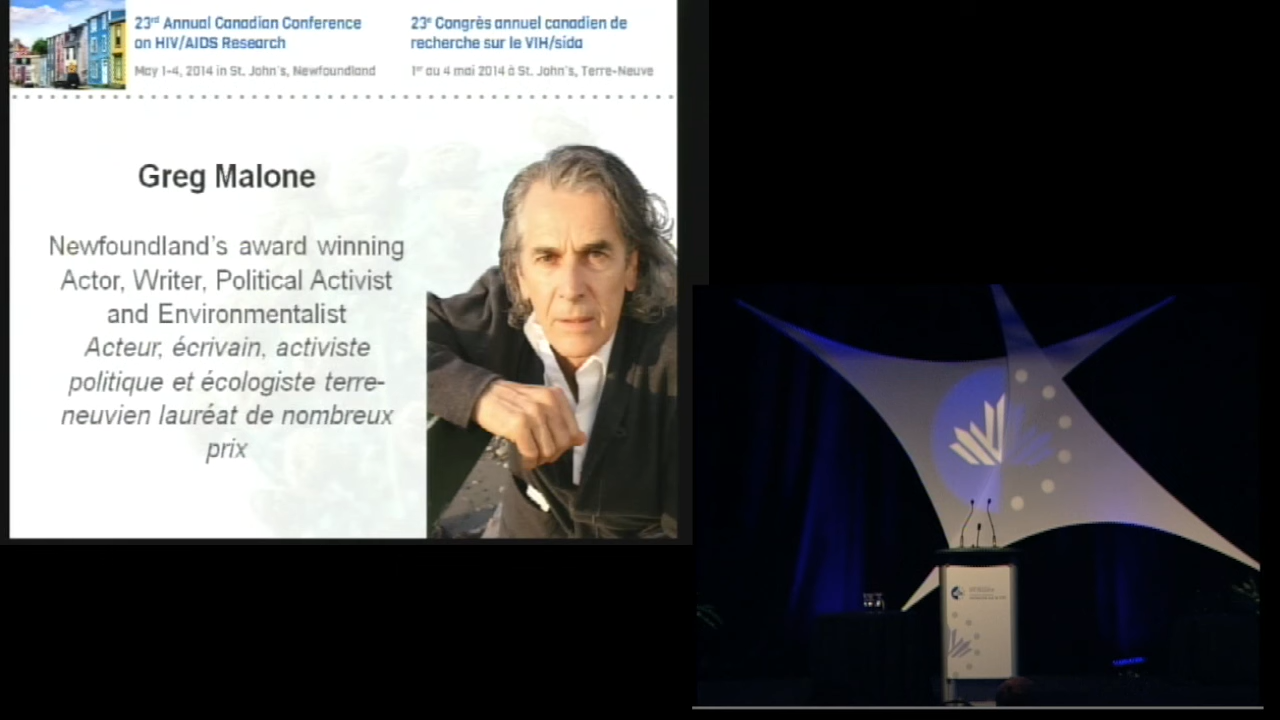 23rd Annual Canadian Conference
on HIV/AIDS Research
May 1-4, 2014 in St. John's, Newfoundland
23e Congrès annuel canadien de
recherche sur le VIH/sida
1er au 4 mai 2014 à St. John's, Terre-Neuve
Greg Malone
Newfoundland's award winning
Actor, Writer, Political Activist
and Environmentalist
Acteur, écrivain, activiste
politique et écologiste terre-
neuvien lauréat de nombreux
prix